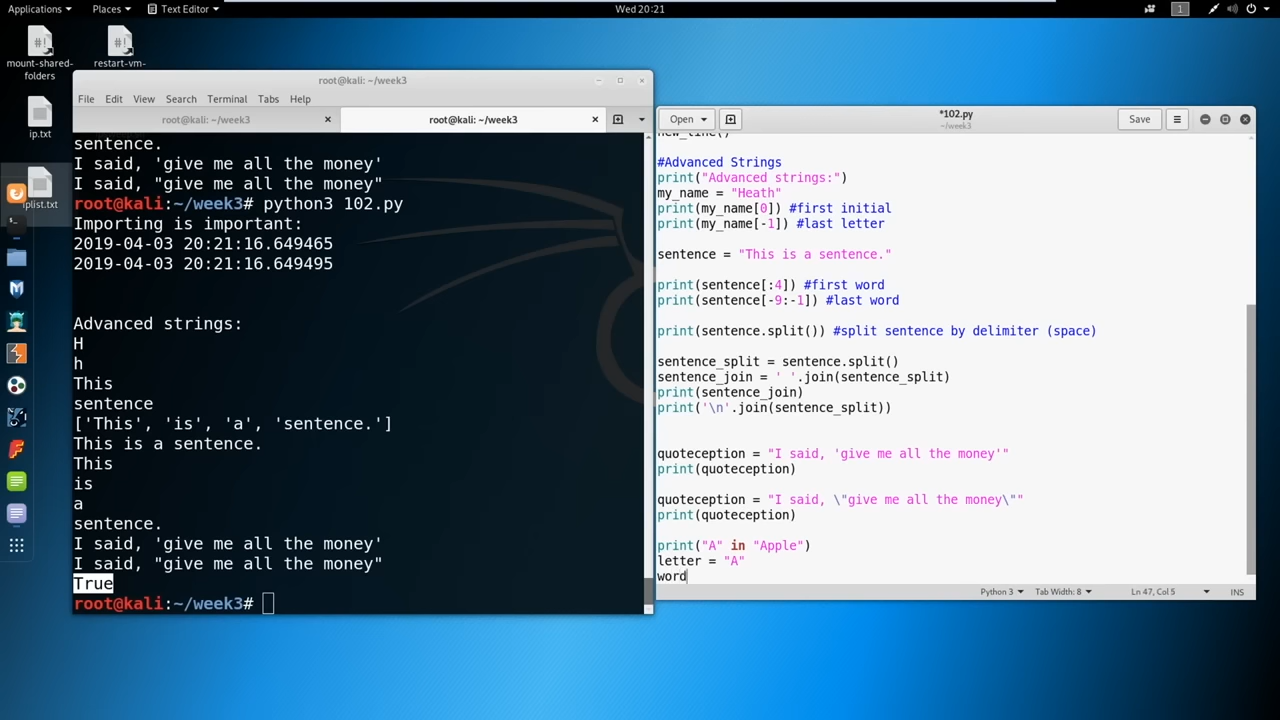 Applications
Places
Text Editor
Wed 20:21
1
mount-shared-folders
restart-vm-
ip.txt
iplist.txt
root@kali: ~/week3
File Edit View Search Terminal Tabs Help
root@kali: ~/week3
root@kali: ~/week3
sentence.
I said, 'give me all the money'
I said, "give me all the money"
root@kali:~/week3# python3 102.py
Importing is important:
2019-04-03 20:21:16.649465
2019-04-03 20:21:16.649495
Advanced strings:
H
h
This
sentence
['This', 'is', 'a', 'sentence.']
This is a sentence.
This
is
a
sentence.
I said, 'give me all the money'
I said, "give me all the money"
True
root@kali:~/week3#
Open
*102.py
~/week3
Save
new_line()
#Advanced Strings
print("Advanced strings:")
my_name = "Heath"
print(my_name[0]) #first initial
print(my_name[-1]) #last letter
sentence = "This is a sentence."
print(sentence[:4]) #first word
print(sentence[-9:-1]) #last word
print(sentence.split()) #split sentence by delimiter (space)
sentence_split = sentence.split()
sentence_join = ' '.join(sentence_split)
print(sentence_join)
print('\n'.join(sentence_split))
quoteception = "I said, 'give me all the money'"
print(quoteception)
quoteception = "I said, \"give me all the money\""
print(quoteception)
print("A" in "Apple")
letter = "A"
word
Python 3
Tab Width: 8
Ln 47, Col 5
INS